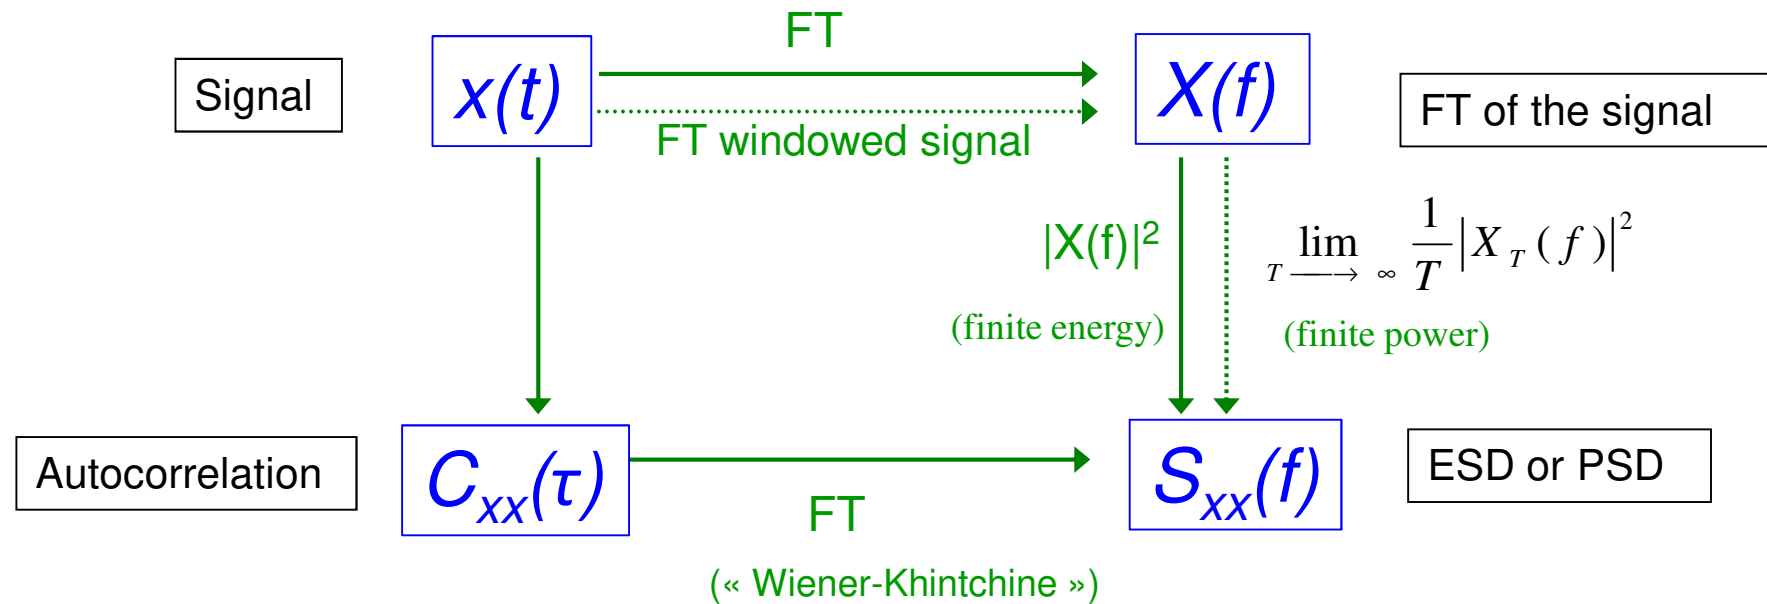 FT
Signal
x(t)
X(f)
FT of the signal
FT windowed signal
|X(f)|²
lim T⟶∞ 1/T |X_T(f)|²
(finite energy)
(finite power)
Autocorrelation
C_xx(τ)
S_xx(f)
ESD or PSD
FT
(« Wiener-Khintchine »)